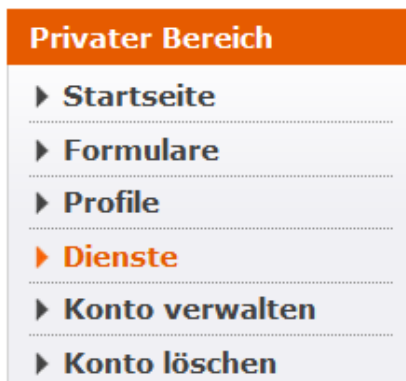 Privater Bereich
Startseite
Formulare
Profile
Dienste
Konto verwalten
Konto löschen